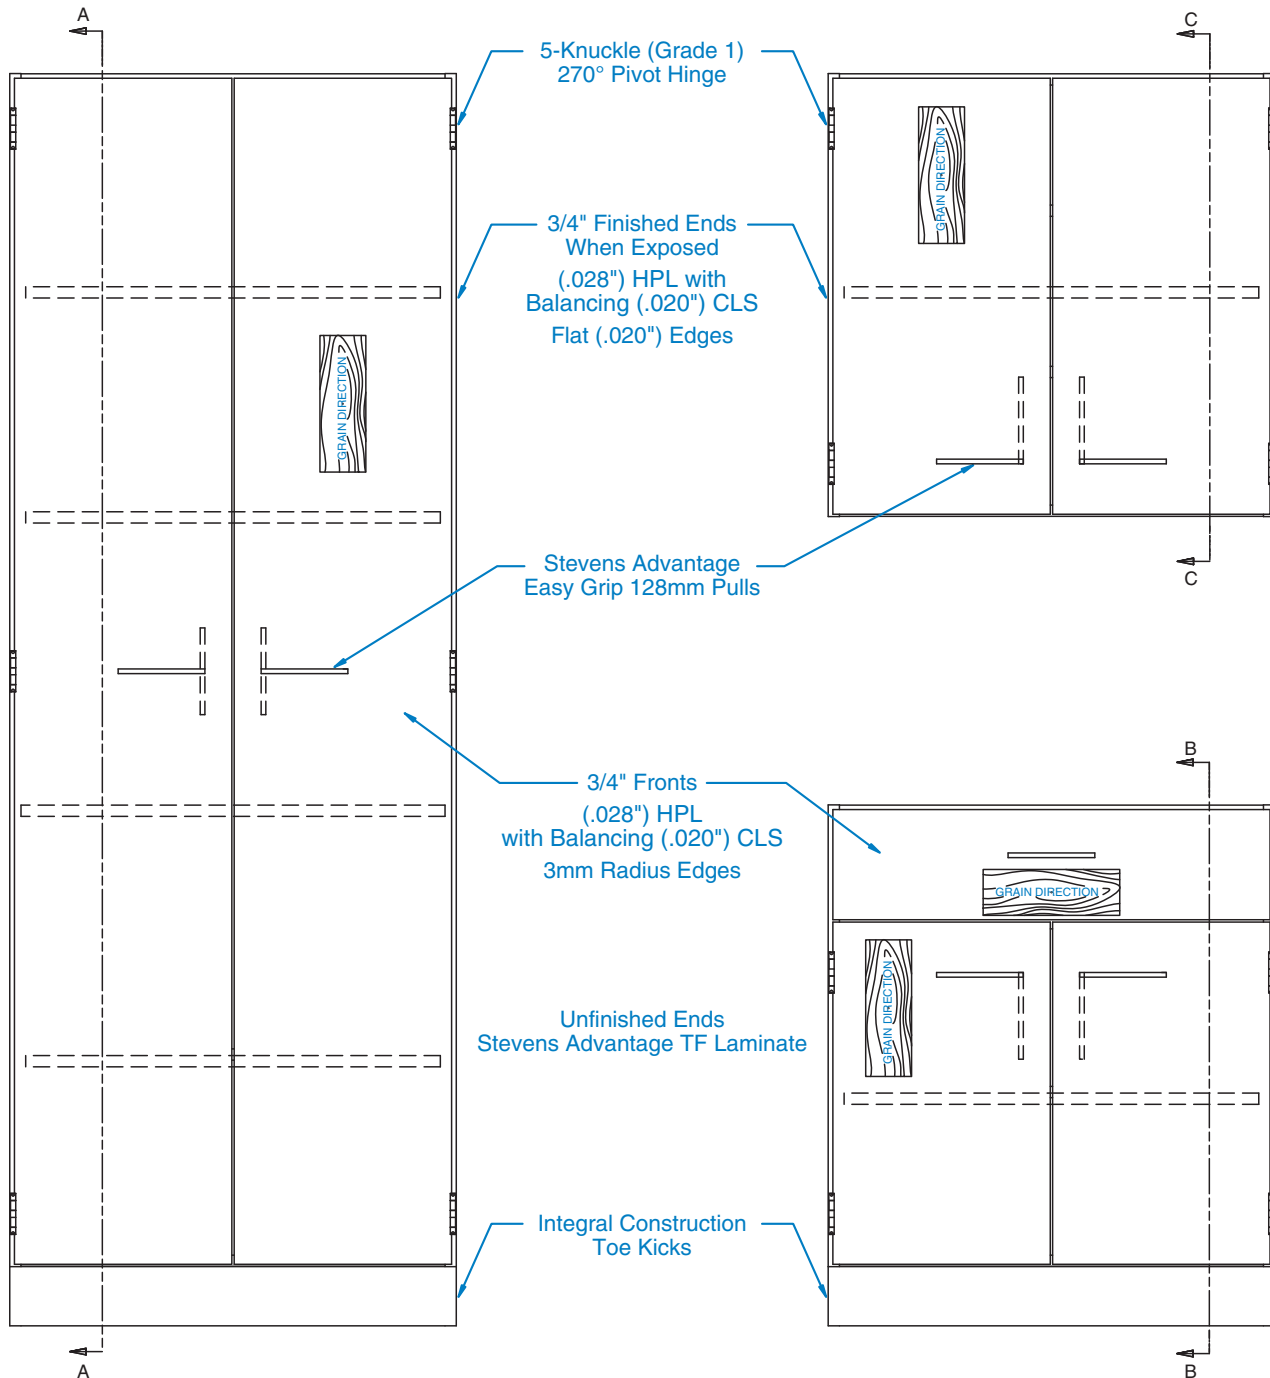 A
C
5-Knuckle (Grade 1)
270° Pivot Hinge
GRAIN DIRECTION
3/4" Finished Ends
When Exposed
(.028") HPL with
Balancing (.020") CLS
Flat (.020") Edges
GRAIN DIRECTION
Stevens Advantage
Easy Grip 128mm Pulls
C
B
3/4" Fronts
(.028") HPL
with Balancing (.020") CLS
3mm Radius Edges
GRAIN DIRECTION
GRAIN DIRECTION
Unfinished Ends
Stevens Advantage TF Laminate
Integral Construction
Toe Kicks
A
B